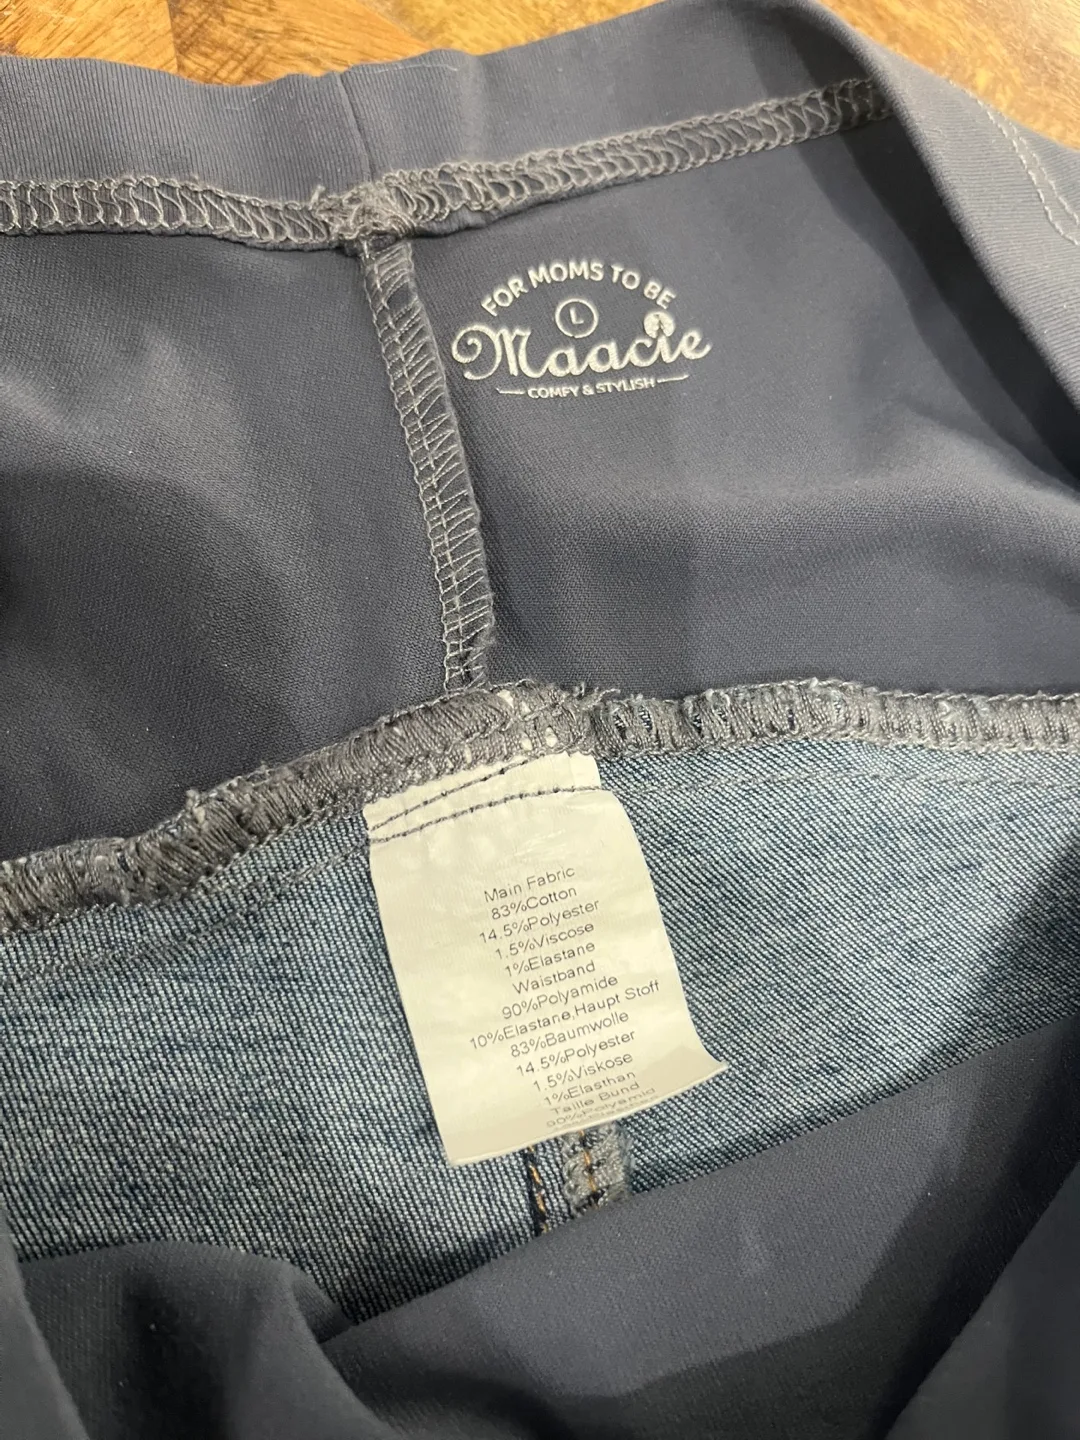 FOR MOMS TO BE
L
Maacie
COMFY & STYLISH
Main Fabric
83%Cotton
14.5%Polyester
1.5%Viscose
1%Elastane
Waistband
90%Polyamide
10%Elastane,Haupt Stoff
83%Baumwolle
14.5%Polyester
1.5%Viskose
1%Elasthan
Taille Bund
90%Polyamid